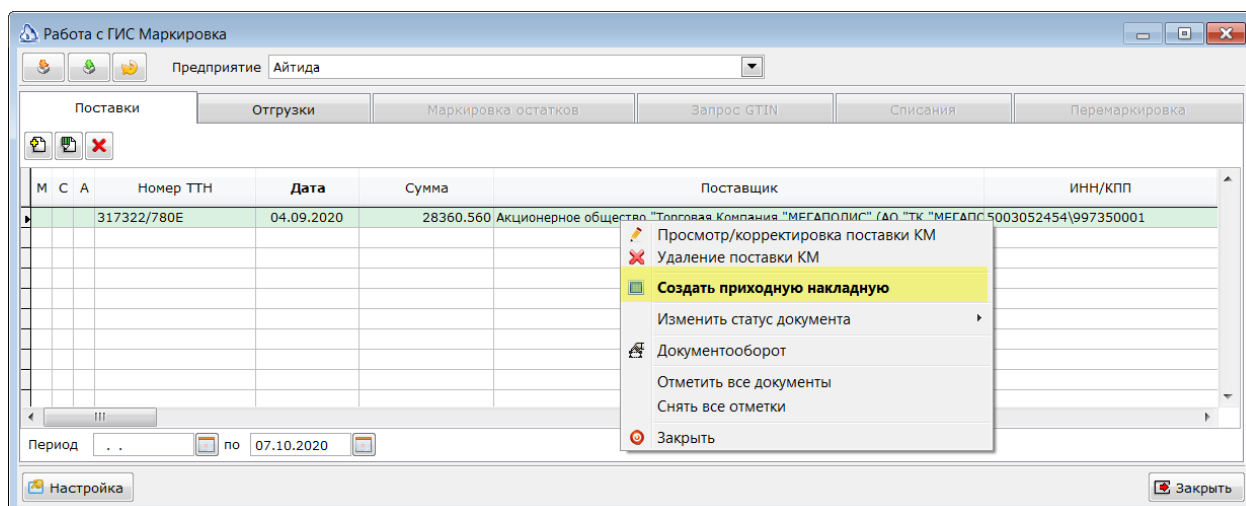 Работа с ГИС Маркировка
Предприятие Айтида
Поставки Отгрузки Маркировка остатков Запрос GTIN Списания Перемаркировка
М С А Номер ТТН Дата Сумма Поставщик ИНН/КПП
317322/780Е 04.09.2020 28360.560 Акционерное общество "Торговая Компания "МЕГАПОЛИС" (АО "ТК "МЕГАПС 5003052454\997350001
Просмотр/корректировка поставки КМ
Удаление поставки КМ
Создать приходную накладную
Изменить статус документа
Документооборот
Отметить все документы
Снять все отметки
Закрыть
Период . . по 07.10.2020
Настройка Закрыть